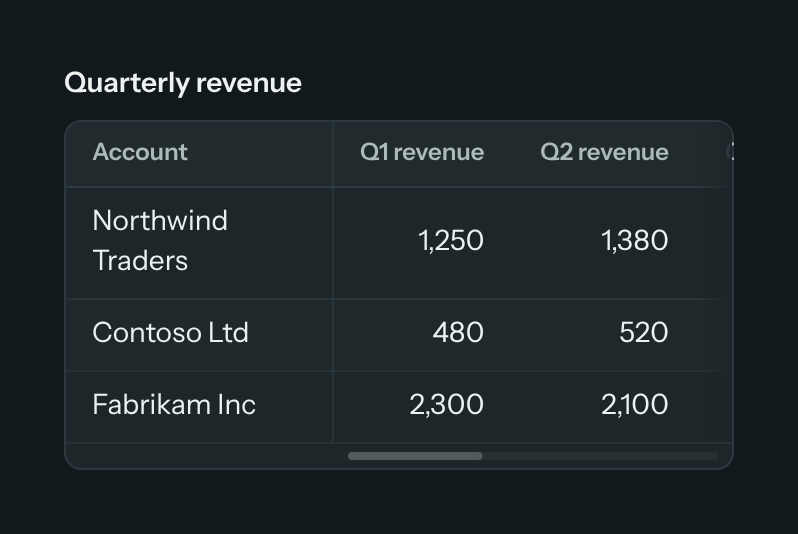 Quarterly revenue
Account Q1 revenue Q2 revenue
Northwind
Traders 1,250 1,380
Contoso Ltd 480 520
Fabrikam Inc 2,300 2,100